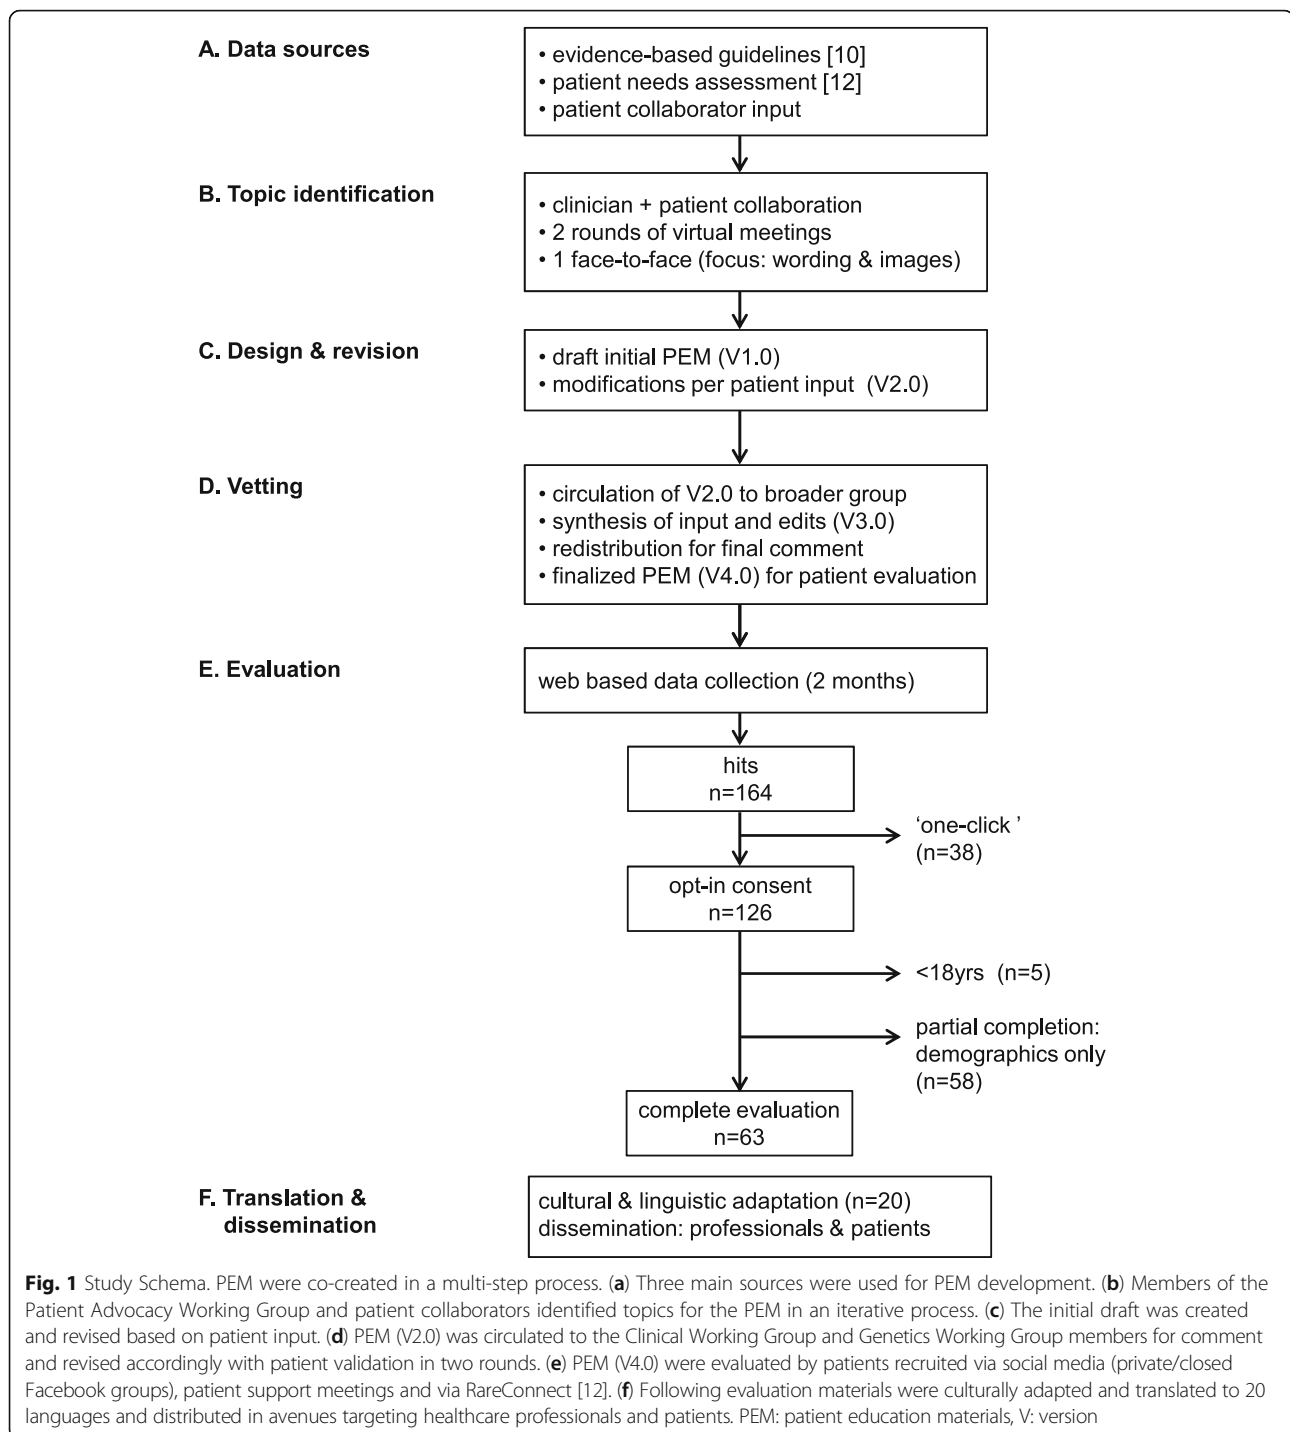 A. Data sources
• evidence-based guidelines [10]
• patient needs assessment [12]
• patient collaborator input
B. Topic identification
• clinician + patient collaboration
• 2 rounds of virtual meetings
• 1 face-to-face (focus: wording & images)
C. Design & revision
• draft initial PEM (V1.0)
• modifications per patient input (V2.0)
D. Vetting
• circulation of V2.0 to broader group
• synthesis of input and edits (V3.0)
• redistribution for final comment
• finalized PEM (V4.0) for patient evaluation
E. Evaluation
web based data collection (2 months)
hits
n=164
'one-click '
(n=38)
opt-in consent
n=126
<18yrs (n=5)
partial completion:
demographics only
(n=58)
complete evaluation
n=63
F. Translation &
dissemination
cultural & linguistic adaptation (n=20)
dissemination: professionals & patients
Fig. 1 Study Schema. PEM were co-created in a multi-step process. (a) Three main sources were used for PEM development. (b) Members of the
Patient Advocacy Working Group and patient collaborators identified topics for the PEM in an iterative process. (c) The initial draft was created
and revised based on patient input. (d) PEM (V2.0) was circulated to the Clinical Working Group and Genetics Working Group members for comment
and revised accordingly with patient validation in two rounds. (e) PEM (V4.0) were evaluated by patients recruited via social media (private/closed
Facebook groups), patient support meetings and via RareConnect [12]. (f) Following evaluation materials were culturally adapted and translated to 20
languages and distributed in avenues targeting healthcare professionals and patients. PEM: patient education materials, V: version